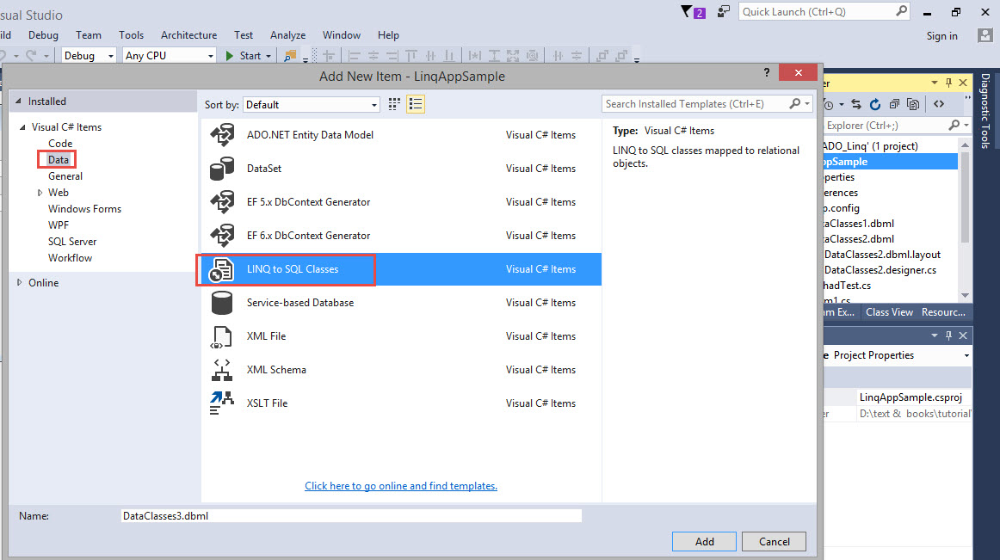 sual Studio
2
Quick Launch (Ctrl+Q)
ild Debug Team Tools Architecture Test Analyze Window Help
Sign in
Debug Any CPU Start
Add New Item - LinqAppSample
?
Installed
Sort by: Default
Search Installed Templates (Ctrl+E)
Visual C# Items
Code
Data
General
Web
Windows Forms
WPF
SQL Server
Workflow
Online
ADO.NET Entity Data Model Visual C# Items
DataSet Visual C# Items
EF 5.x DbContext Generator Visual C# Items
EF 6.x DbContext Generator Visual C# Items
LINQ to SQL Classes Visual C# Items
Service-based Database Visual C# Items
XML File Visual C# Items
XML Schema Visual C# Items
XSLT File Visual C# Items
Click here to go online and find templates.
Type: Visual C# Items
LINQ to SQL classes mapped to relational
objects.
Name: DataClasses3.dbml
Add Cancel
er
Explorer (Ctrl+;)
ADO_Linq' (1 project)
ppSample
perties
erences
p.config
taClasses1.dbml
taClasses2.dbml
DataClasses2.dbml.layout
DataClasses2.designer.cs
hadTest.cs
m1.cs
am Ex... Class View Resourc...
e Project Properties
LinqAppSample.csproj
er D:\text & books\tutorial
Diagnostic Tools